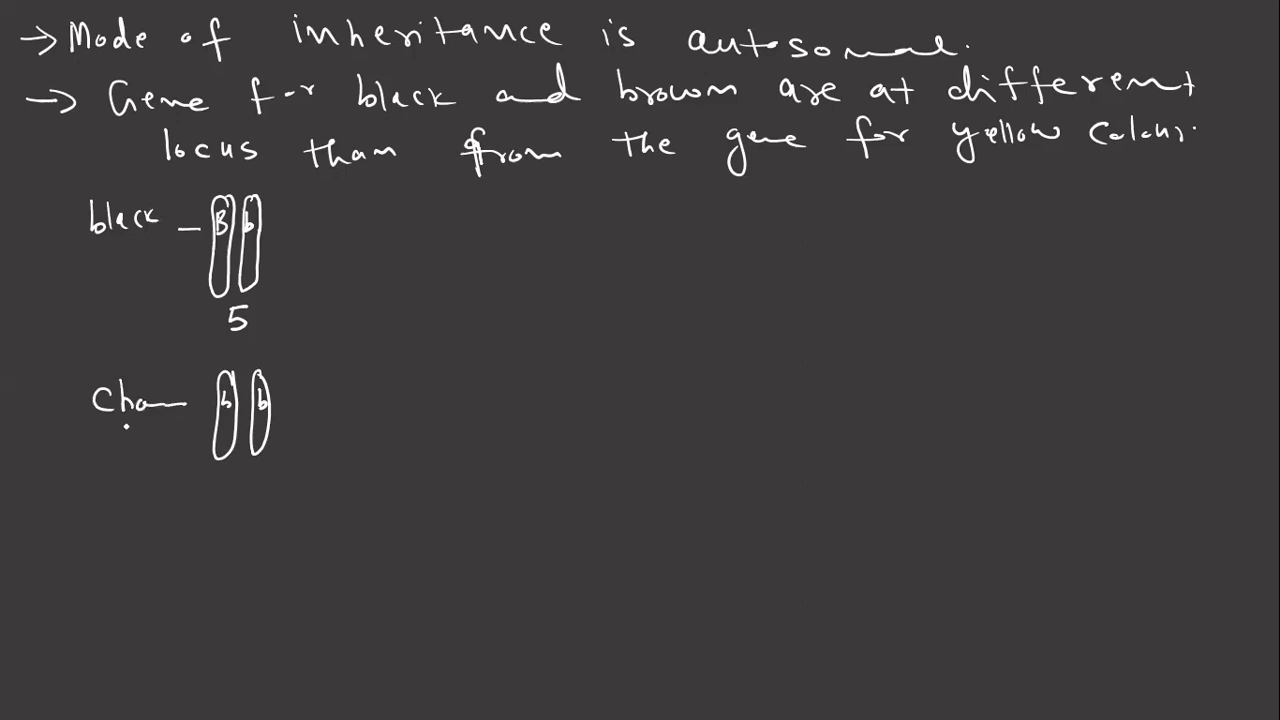 → Mode of inheritance is autosomal.
→ Gene for black and brown are at different
locus than from the gene for yellow colour.
black - B b
5
Cho b b